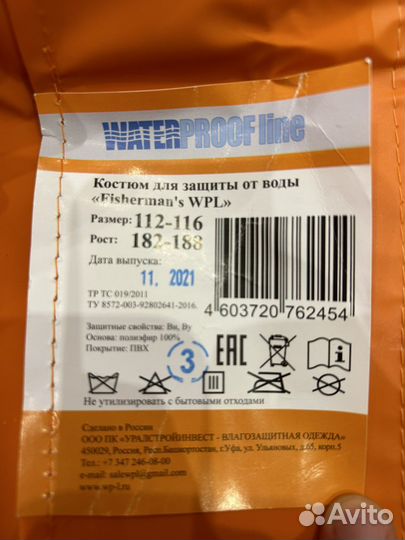 WATERPROOF line
Костюм для защиты от воды
«Fisherman's WPL»
Размер: 112-116
Рост: 182-188
Дата выпуска:
11. 2021
4 603720 762454
ТР ТС 019/2011
ТУ 8572-003-92802641-2016.
Защитные свойства: Вн, Ву
Основа: полиэфир 100%
Покрытие: ПВХ
3
EAC
Не утилизировать с бытовыми отходами
Сделано в России
ООО ПК «УРАЛСТРОЙИНВЕСТ - ВЛАГОЗАЩИТНАЯ ОДЕЖДА»
450029, Россия, Респ.Башкортостан, г.Уфа, ул. Ульяновых, д.65, корп.5
Тел.: +7 347 246-08-00
e-mail: salewpl@gmail.com
www.wp-l.ru
Avito